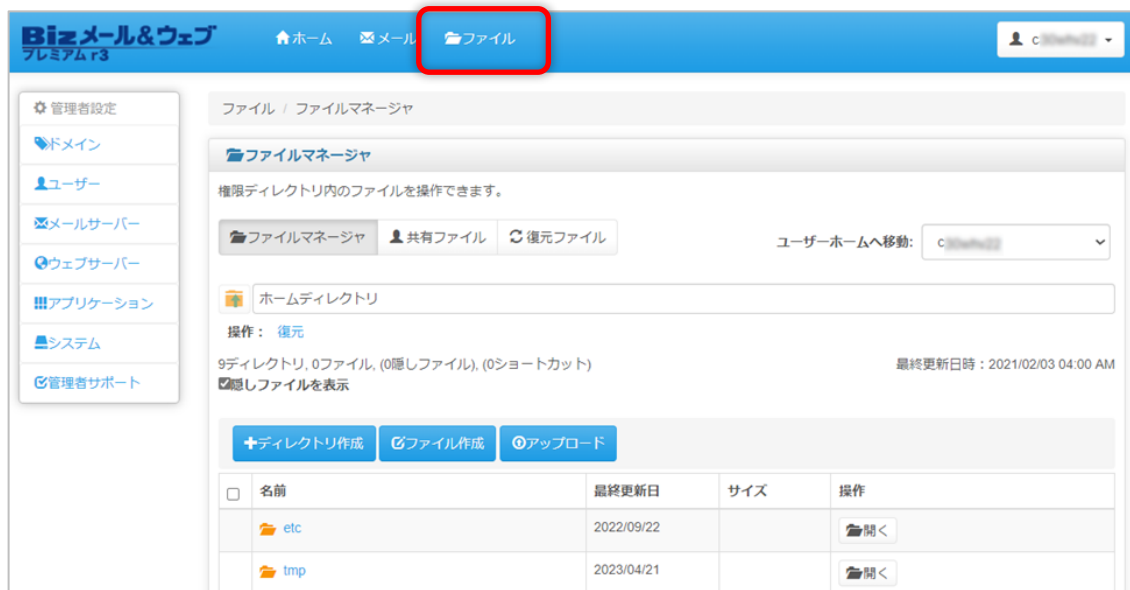 Bizメール&ウェブ
プレミアム r3
ホーム メール ファイル
管理者設定
ドメイン
ユーザー
メールサーバー
ウェブサーバー
アプリケーション
システム
管理者サポート
ファイル / ファイルマネージャ
ファイルマネージャ
権限ディレクトリ内のファイルを操作できます。
ファイルマネージャ 共有ファイル 復元ファイル
ユーザーホームへ移動:
ホームディレクトリ
操作： 復元
9ディレクトリ, 0ファイル, (0隠しファイル), (0ショートカット)
最終更新日時：2021/02/03 04:00 AM
隠しファイルを表示
ディレクトリ作成 ファイル作成 アップロード
名前 最終更新日 サイズ 操作
etc 2022/09/22 開く
tmp 2023/04/21 開く